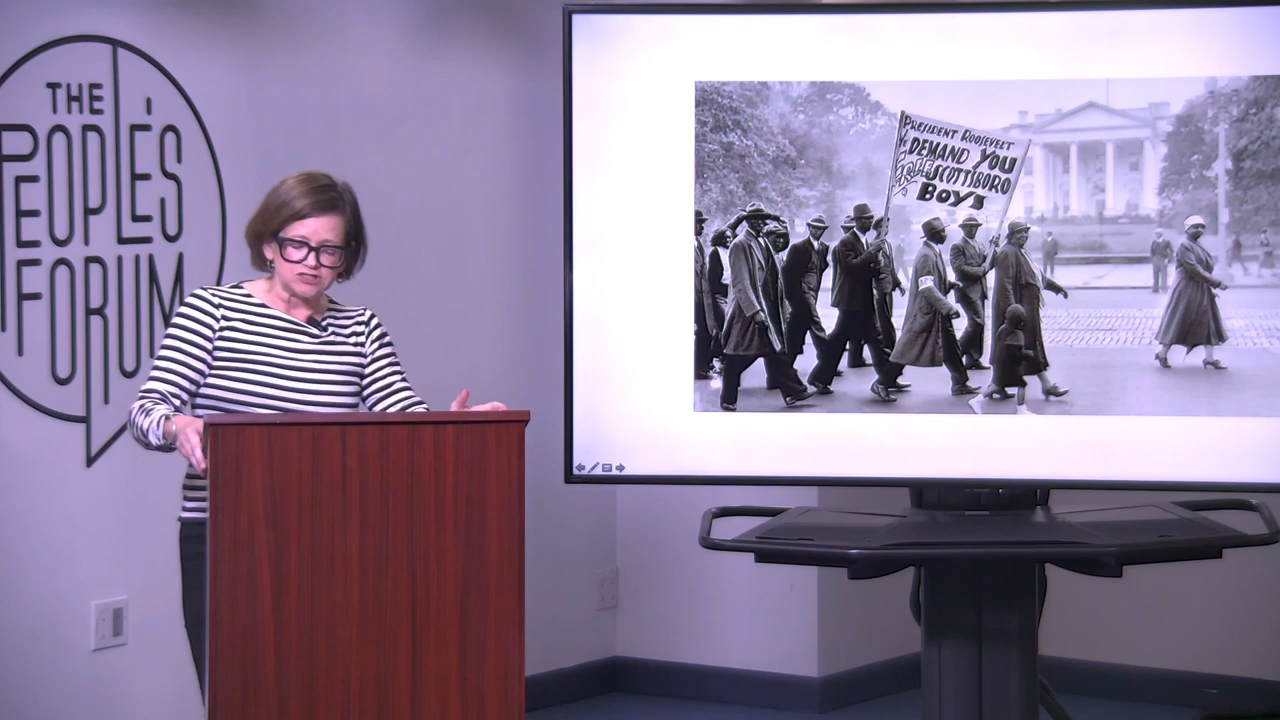 THE
PEOPLE'S
FORUM
PRESIDENT ROOSEVELT
WE DEMAND YOU
FREE SCOTTSBORO
BOYS